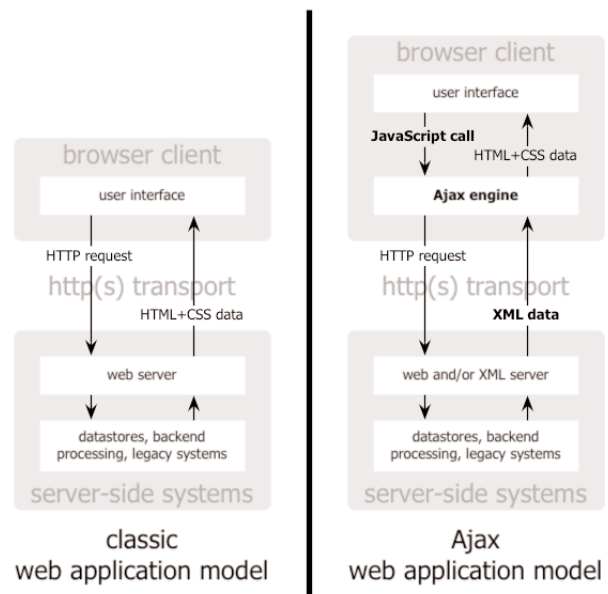 browser client
user interface
HTTP request
http(s) transport
HTML+CSS data
web server
datastores, backend
processing, legacy systems
server-side systems
classic
web application model
browser client
user interface
JavaScript call
HTML+CSS data
Ajax engine
HTTP request
http(s) transport
XML data
web and/or XML server
datastores, backend
processing, legacy systems
server-side systems
Ajax
web application model